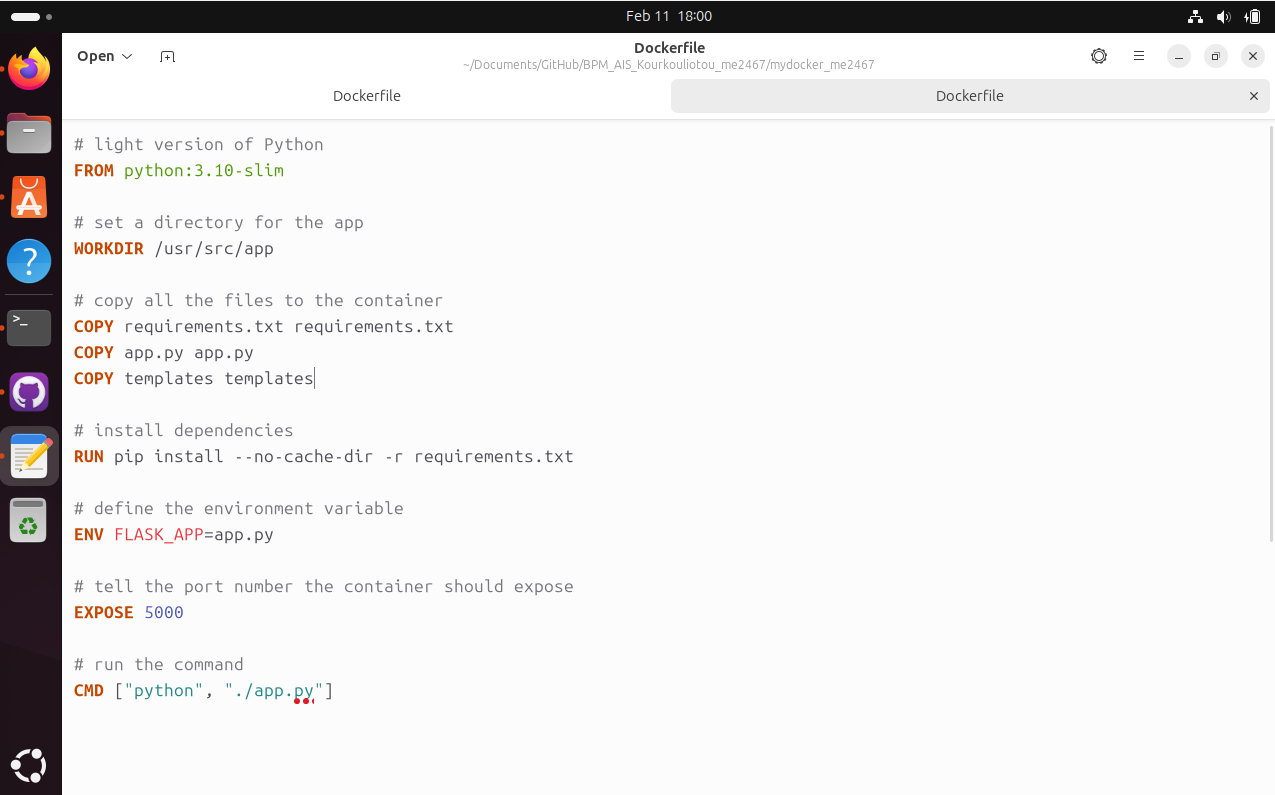 Feb 11 18:00
Open
Dockerfile
~/Documents/GitHub/BPM_AIS_Kourkouliotou_me2467/mydocker_me2467
Dockerfile
Dockerfile
# light version of Python
FROM python:3.10-slim
# set a directory for the app
WORKDIR /usr/src/app
# copy all the files to the container
COPY requirements.txt requirements.txt
COPY app.py app.py
COPY templates templates
# install dependencies
RUN pip install --no-cache-dir -r requirements.txt
# define the environment variable
ENV FLASK_APP=app.py
# tell the port number the container should expose
EXPOSE 5000
# run the command
CMD ["python", "./app.py"]